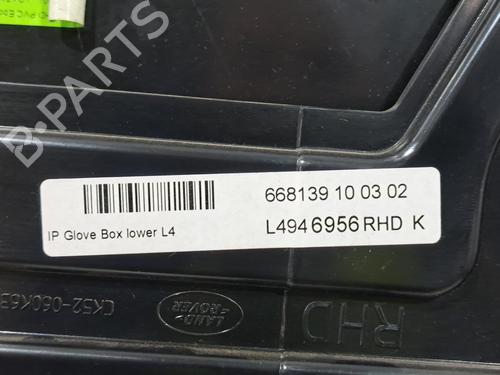 B-PARTS
668139 10 03 02
IP Glove Box lower L4
L494 6956 RHD K
LAND
ROVER
RHD